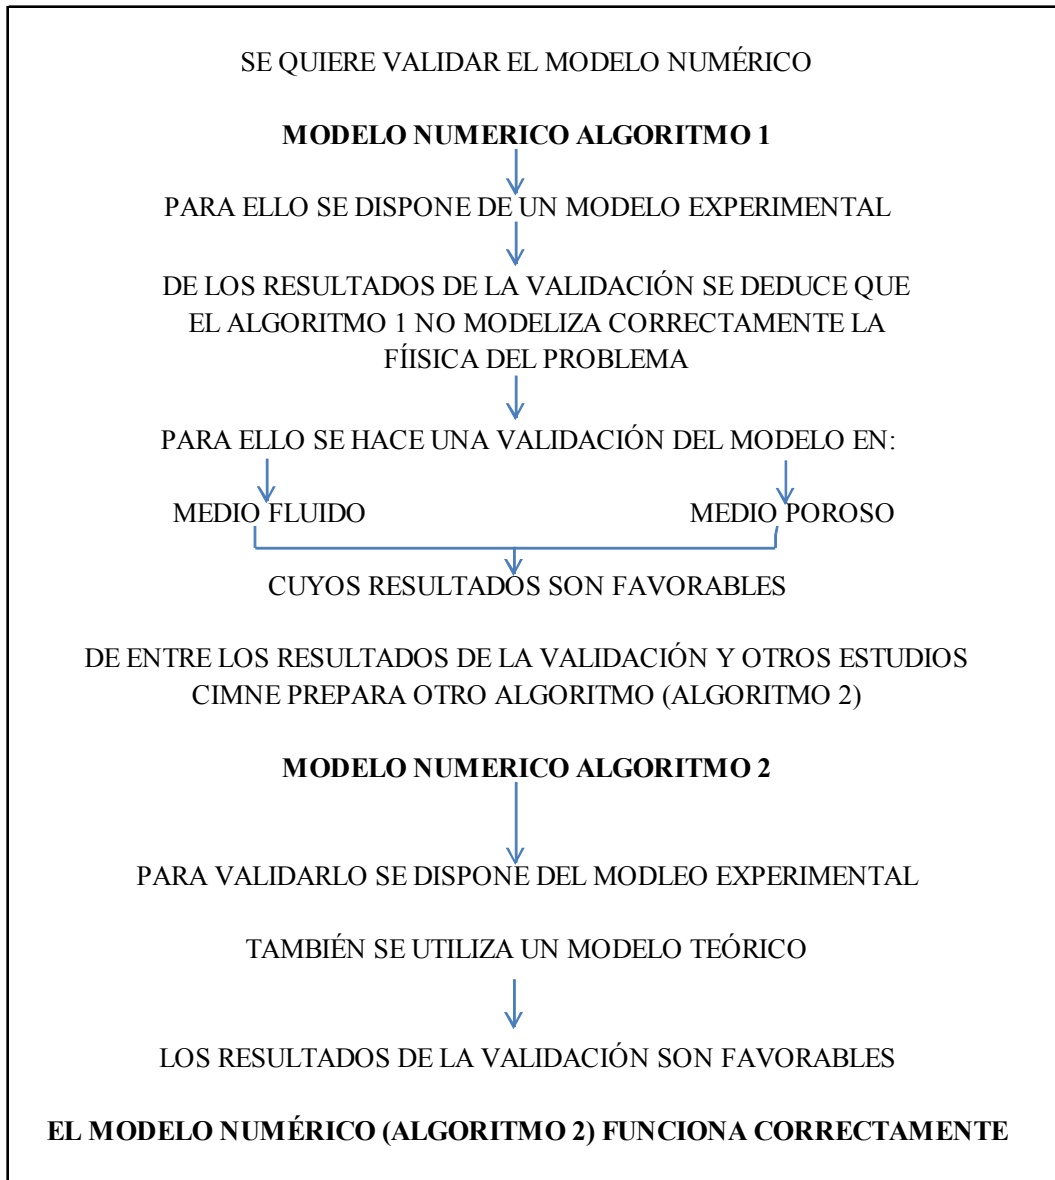 SE QUIERE VALIDAR EL MODELO NUMÉRICO
MODELO NUMERICO ALGORITMO 1
PARA ELLO SE DISPONE DE UN MODELO EXPERIMENTAL
DE LOS RESULTADOS DE LA VALIDACIÓN SE DEDUCE QUE
EL ALGORITMO 1 NO MODELIZA CORRECTAMENTE LA
FÍISICA DEL PROBLEMA
PARA ELLO SE HACE UNA VALIDACIÓN DEL MODELO EN:
MEDIO FLUIDO
MEDIO POROSO
CUYOS RESULTADOS SON FAVORABLES
DE ENTRE LOS RESULTADOS DE LA VALIDACIÓN Y OTROS ESTUDIOS
CIMNE PREPARA OTRO ALGORITMO (ALGORITMO 2)
MODELO NUMERICO ALGORITMO 2
PARA VALIDARLO SE DISPONE DEL MODLEO EXPERIMENTAL
TAMBIÉN SE UTILIZA UN MODELO TEÓRICO
LOS RESULTADOS DE LA VALIDACIÓN SON FAVORABLES
EL MODELO NUMÉRICO (ALGORITMO 2) FUNCIONA CORRECTAMENTE